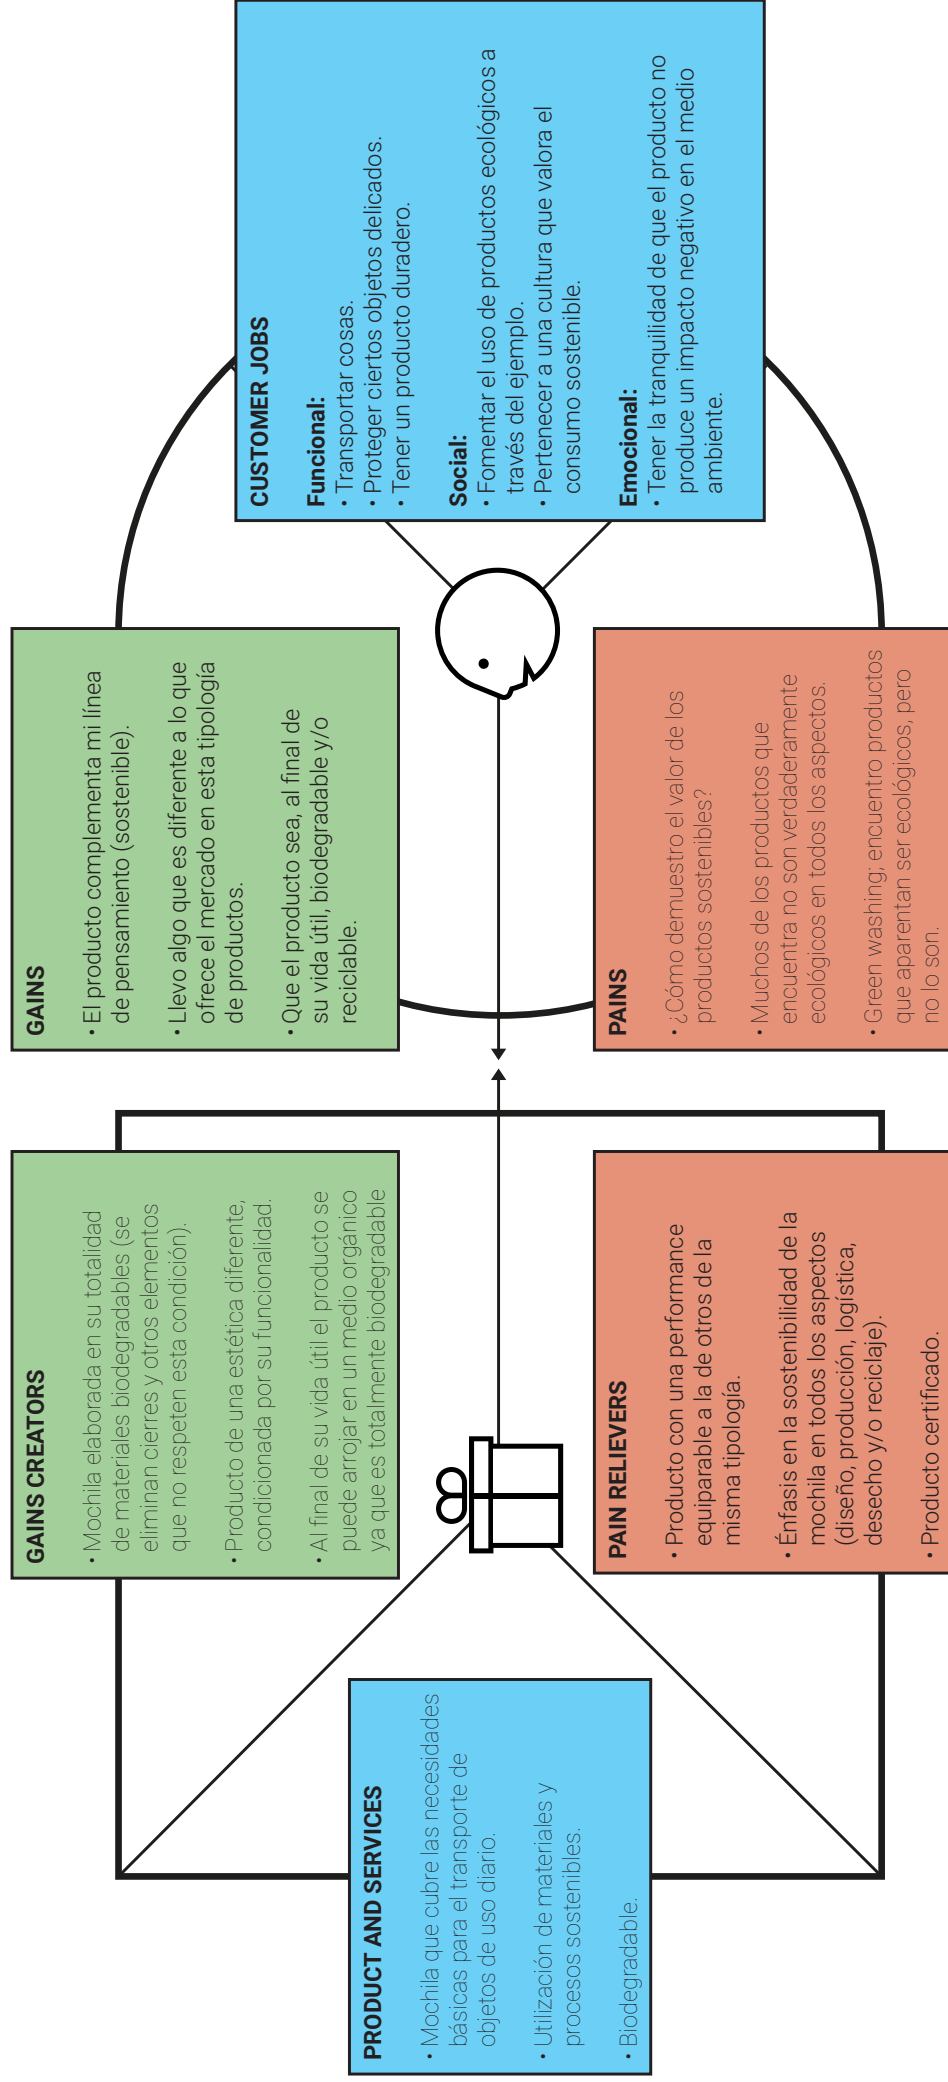 PRODUCT AND SERVICES
• Mochila que cubre las necesidades
básicas para el transporte de
objetos de uso diario.
• Utilización de materiales y
procesos sostenibles.
• Biodegradable.
GAINS CREATORS
• Mochila elaborada en su totalidad
de materiales biodegradables (se
eliminan cierres y otros elementos
que no respeten esta condición).
• Producto de una estética diferente,
condicionada por su funcionalidad.
• Al final de su vida útil el producto se
puede arrojar en un medio orgánico
ya que es totalmente biodegradable
PAIN RELIEVERS
• Producto con una performance
equiparable a la de otros de la
misma tipología.
• Énfasis en la sostenibilidad de la
mochila en todos los aspectos
(diseño, producción, logística,
desecho y/o reciclaje).
• Producto certificado.
GAINS
• El producto complementa mi línea
de pensamiento (sostenible).
• Llevo algo que es diferente a lo que
ofrece el mercado en esta tipología
de productos.
• Que el producto sea, al final de
su vida útil, biodegradable y/o
reciclable.
PAINS
• ¿Cómo demuestro el valor de los
productos sostenibles?
• Muchos de los productos que
encuentra no son verdaderamente
ecológicos en todos los aspectos.
• Green washing; encuentro productos
que aparentan ser ecológicos, pero
no lo son.
CUSTOMER JOBS
Funcional:
• Transportar cosas.
• Proteger ciertos objetos delicados.
• Tener un producto duradero.
Social:
• Fomentar el uso de productos ecológicos a
través del ejemplo.
• Pertenecer a una cultura que valora el
consumo sostenible.
Emocional:
• Tener la tranquilidad de que el producto no
produce un impacto negativo en el medio
ambiente.